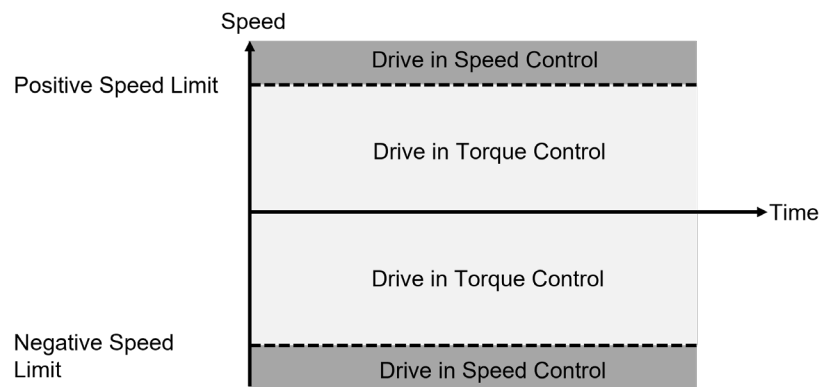 Speed
Drive in Speed Control
Positive Speed Limit
Drive in Torque Control
Time
Drive in Torque Control
Negative Speed
Limit
Drive in Speed Control